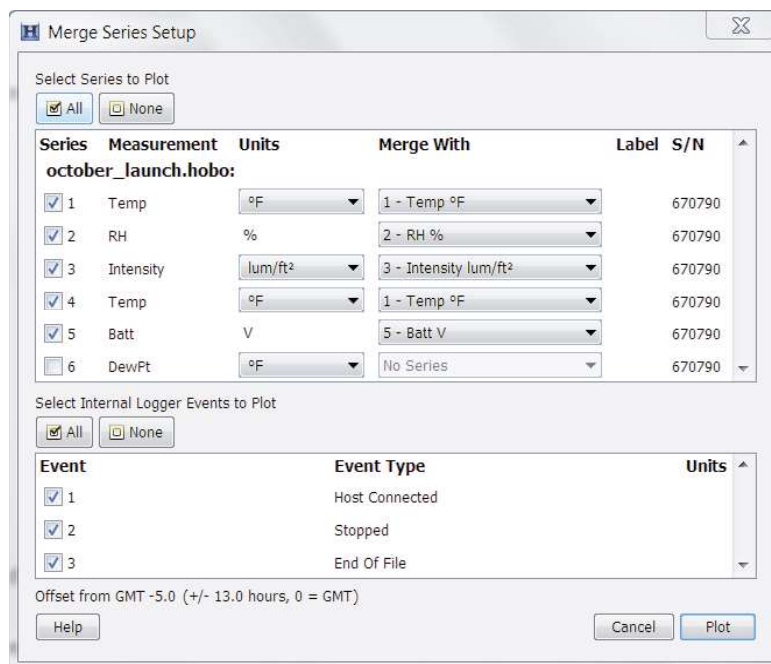 Merge Series Setup
Select Series to Plot
All None
Series Measurement Units Merge With Label S/N
october_launch.hobo:
1 Temp °F 1 - Temp °F 670790
2 RH % 2 - RH % 670790
3 Intensity lum/ft² 3 - Intensity lum/ft² 670790
4 Temp °F 1 - Temp °F 670790
5 Batt V 5 - Batt V 670790
6 DewPt °F No Series 670790
Select Internal Logger Events to Plot
All None
Event Event Type Units
1 Host Connected
2 Stopped
3 End Of File
Offset from GMT -5.0 (+/- 13.0 hours, 0 = GMT)
Help Cancel Plot